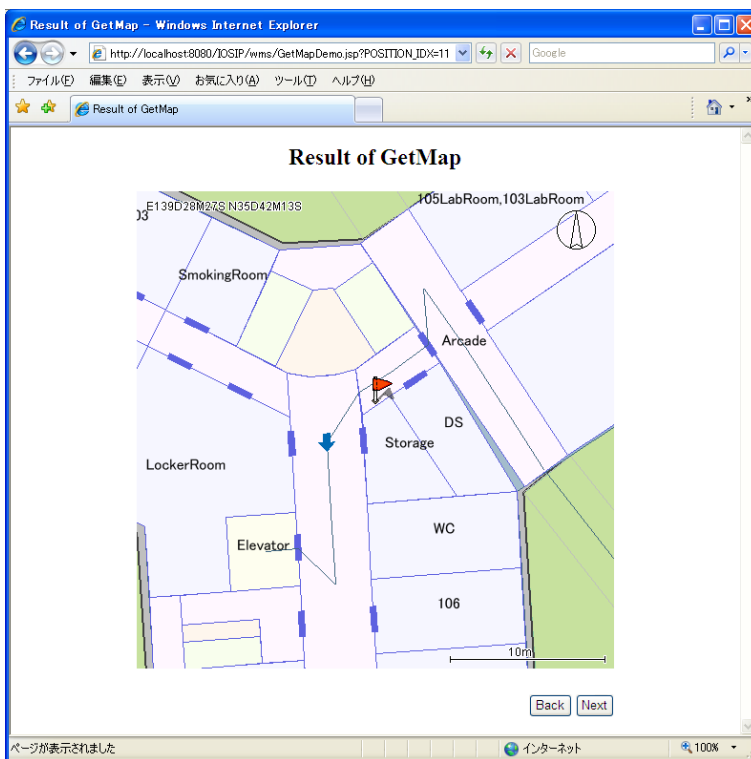 Result of GetMap - Windows Internet Explorer
http://localhost:8080/IOSIP/wms/GetMapDemo.jsp?POSITION_IDX=11
Google
ファイル(F) 編集(E) 表示(V) お気に入り(A) ツール(T) ヘルプ(H)
Result of GetMap
Result of GetMap
E139D28M27S N35D42M13S
03
105LabRoom,103LabRoom
SmokingRoom
Arcade
DS
Storage
LockerRoom
WC
Elevator
106
10m
Back Next
ページが表示されました インターネット 100%